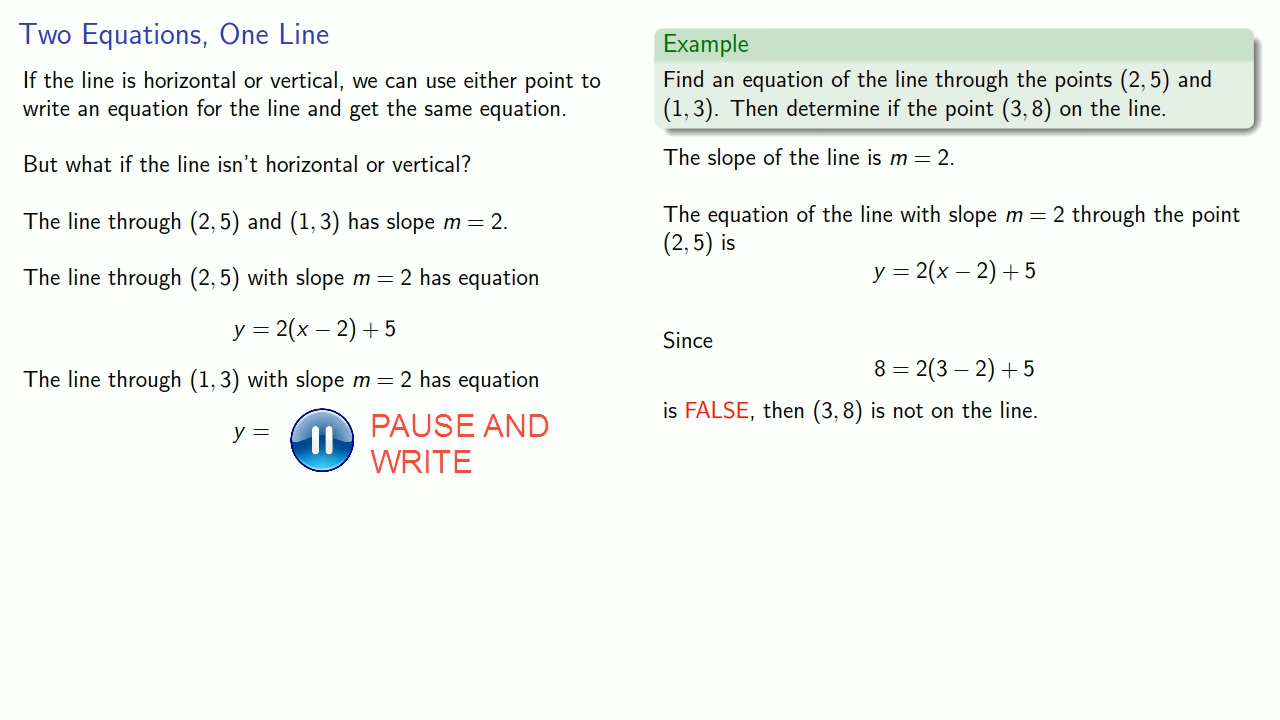 Two Equations, One Line
If the line is horizontal or vertical, we can use either point to
write an equation for the line and get the same equation.
But what if the line isn't horizontal or vertical?
The line through (2, 5) and (1, 3) has slope m = 2.
The line through (2, 5) with slope m = 2 has equation
y = 2(x − 2) + 5
The line through (1, 3) with slope m = 2 has equation
y =
PAUSE AND
WRITE
Example
Find an equation of the line through the points (2, 5) and
(1, 3). Then determine if the point (3, 8) on the line.
The slope of the line is m = 2.
The equation of the line with slope m = 2 through the point
(2, 5) is
y = 2(x − 2) + 5
Since
8 = 2(3 − 2) + 5
is FALSE, then (3, 8) is not on the line.